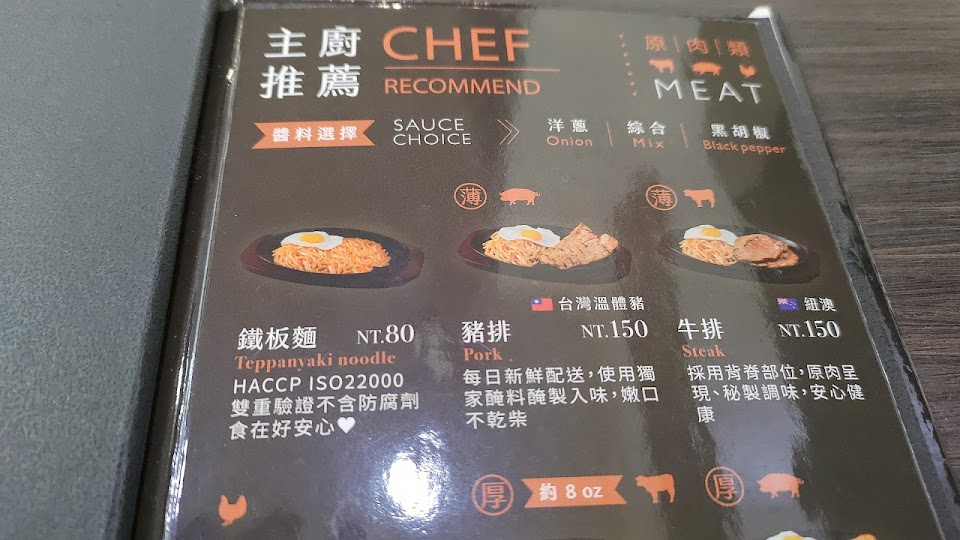 主廚推薦
CHEF
RECOMMEND
原|肉|類
MEAT
醬料選擇
SAUCE CHOICE
洋蔥 | 綜合 | 黑胡椒
Onion | Mix | Black pepper
薄
薄
台灣溫體豬
紐澳
鐵板麵 NT.80
Teppanyaki noodle
HACCP ISO22000
雙重驗證不含防腐劑
食在好安心♥
豬排 NT.150
Pork
每日新鮮配送,使用獨
家醃料醃製入味,嫩口
不乾柴
牛排 NT.150
Steak
採用背脊部位,原肉呈
現、秘製調味,安心健
康
厚 約 8 oz
厚